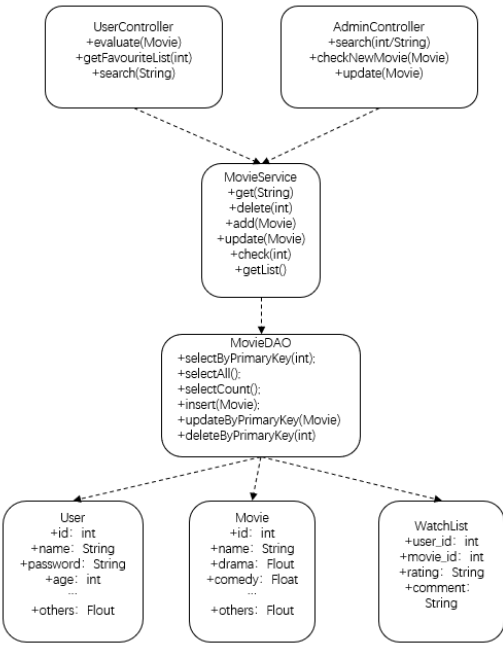 UserController
+evaluate(Movie)
+getFavouriteList(int)
+search(String)
AdminController
+search(int/String)
+checkNewMovie(Movie)
+update(Movie)
MovieService
+get(String)
+delete(int)
+add(Movie)
+update(Movie)
+check(int)
+getList()
MovieDAO
+selectByPrimaryKey(int);
+selectAll();
+selectCount();
+insert(Movie);
+updateByPrimaryKey(Movie)
+deleteByPrimaryKey(int)
User
+id: int
+name: String
+password: String
+age: int
...
+others: Flout
Movie
+id: int
+name: String
+drama: Flout
+comedy: Float
...
+others: Flout
WatchList
+user_id: int
+movie_id: int
+rating: String
+comment:
String